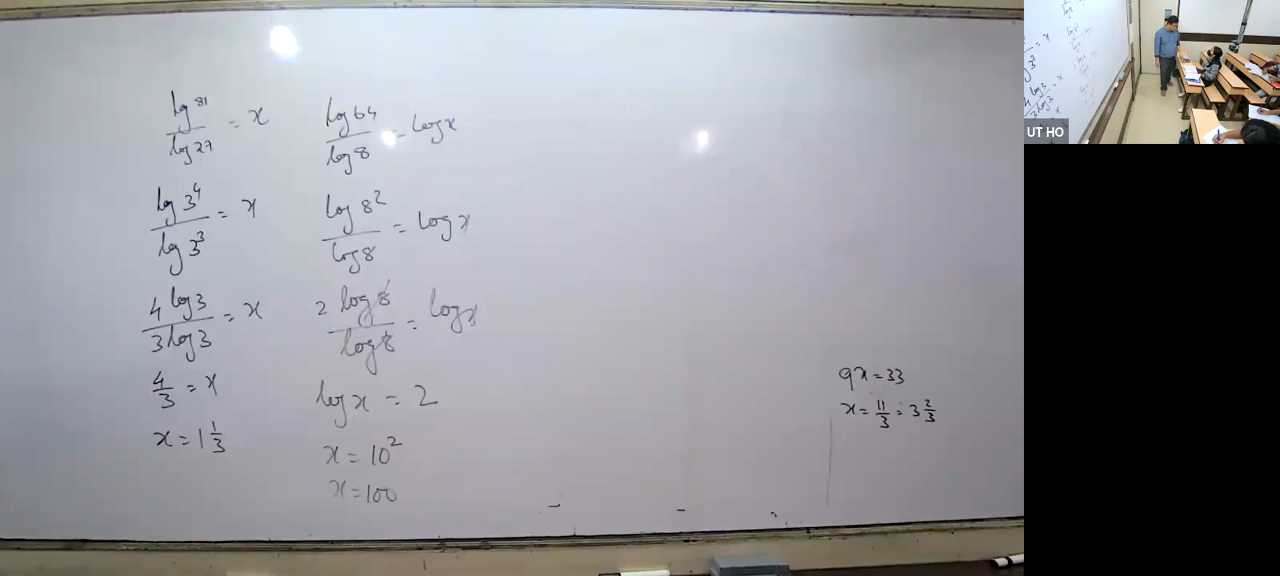 log 81 / log 27 = x
log 3⁴ / log 3³ = x
4 log 3 / 3 log 3 = x
4/3 = x
x = 1 1/3
log 64 / log 8 = log x
log 8² / log 8 = log x
2 log 8 / log 8 = log x
log x = 2
x = 10²
x = 100
9x = 33
x = 11/3 = 3 2/3
UT HO